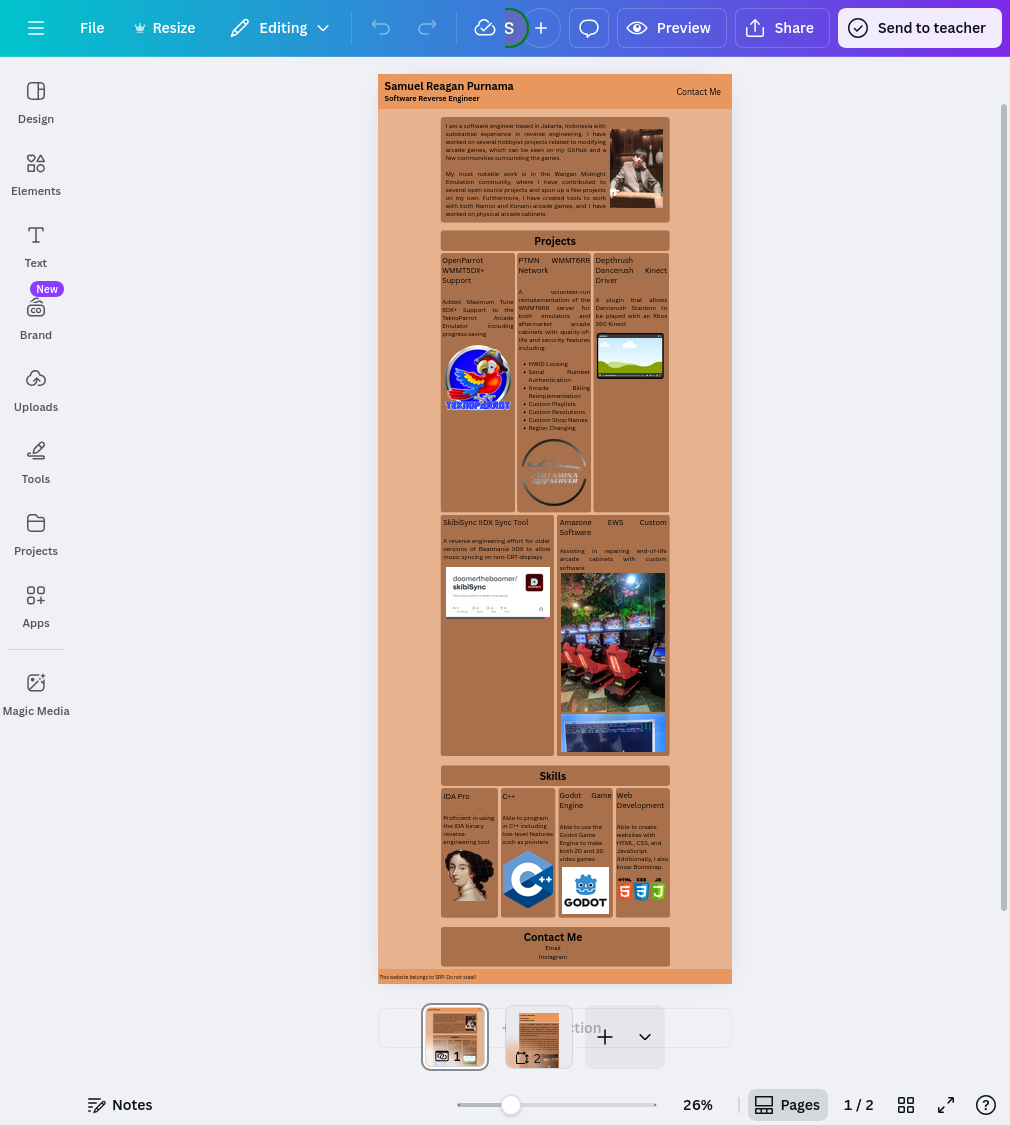 File
Resize
Editing
S
Preview
Share
Send to teacher
Design
Elements
Text
New
Brand
Uploads
Tools
Projects
Apps
Magic Media
Samuel Reagan Purnama
Software Reverse Engineer
Contact Me
I am a software engineer based in Jakarta, Indonesia with
substantial experience in reverse engineering. I have
worked on several hobbyist projects related to modifying
arcade games, which can be seen on my GitHub and a
few communities surrounding the games.
My most notable work is in the Wangan Midnight
Emulation community, where I have contributed to
several open source projects and spun up a few projects
on my own. Furthermore, I have created tools to work
with both Namco and Konami arcade games, and I have
worked on physical arcade cabinets.
Projects
OpenParrot
WMMT5DX+
Support
Added Maximum Tune
5DX+ Support to the
TeknoParrot Arcade
Emulator including
progress saving
TEKNOPARROT
PTMN WMMT6RR
Network
A volunteer-run
reimplementation of the
WMMT6RR server for
both emulators and
aftermarket arcade
cabinets with quality-of-
life and security features
including:
HWID Locking
Serial Number
Authentication
Arcade Billing
Reimplementation
Custom Playlists
Custom Resolutions
Custom Shop Names
Region Changing
SERVER
Depthrush
Dancerush Kinect
Driver
A plugin that allows
Dancerush Stardom to
be played with an Xbox
360 Kinect
SkibiSync IIDX Sync Tool
A reverse engineering effort for older
versions of Beatmania IIDX to allow
music syncing on non-CRT displays
doomertheboomer/
skibiSync
Amazone EWS Custom
Software
Assisting in repairing end-of-life
arcade cabinets with custom
software
Skills
IDA Pro
Proficient in using
the IDA binary
reverse-
engineering tool
C++
Able to program
in C++ including
low-level features
such as pointers
C++
Godot Game
Engine
Able to use the
Godot Game
Engine to make
both 2D and 3D
video games
GODOT
Web
Development
Able to create
websites with
HTML, CSS, and
JavaScript.
Additionally, I also
know Bootstrap.
HTML CSS JS
5 3 J
Contact Me
Email
Instagram
This website belongs to SRP. Do not steal!
1
2
Notes
26%
Pages
1 / 2